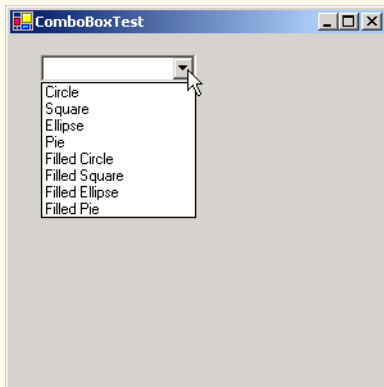 ComboBoxTest
Circle
Square
Ellipse
Pie
Filled Circle
Filled Square
Filled Ellipse
Filled Pie